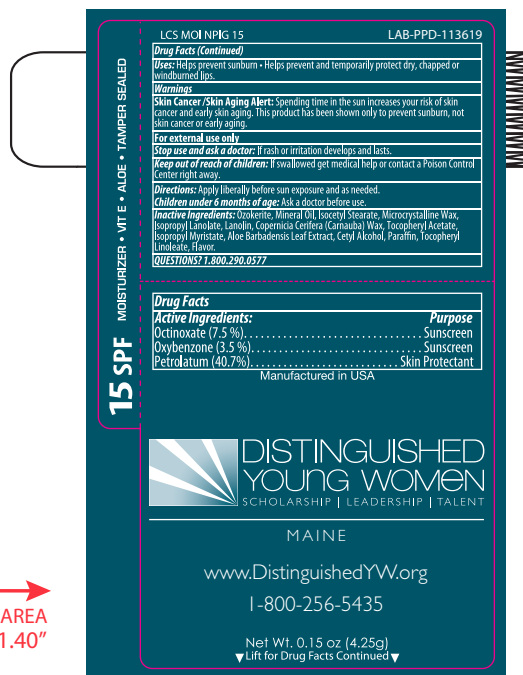 LCS MOI NPIG 15 LAB-PPD-113619
Drug Facts (Continued)
Uses: Helps prevent sunburn • Helps prevent and temporarily protect dry, chapped or
windburned lips.
Warnings
Skin Cancer /Skin Aging Alert: Spending time in the sun increases your risk of skin
cancer and early skin aging. This product has been shown only to prevent sunburn, not
skin cancer or early aging.
For external use only
Stop use and ask a doctor: If rash or irritation develops and lasts.
Keep out of reach of children: If swallowed get medical help or contact a Poison Control
Center right away.
Directions: Apply liberally before sun exposure and as needed.
Children under 6 months of age: Ask a doctor before use.
Inactive Ingredients: Ozokerite, Mineral Oil, Isocetyl Stearate, Microcrystalline Wax,
Isopropyl Lanolate, Lanolin, Copernicia Cerifera (Carnauba) Wax, Tocopheryl Acetate,
Isopropyl Myristate, Aloe Barbadensis Leaf Extract, Cetyl Alcohol, Paraffin, Tocopheryl
Linoleate, Flavor.
QUESTIONS? 1.800.290.0577
15 SPF MOISTURIZER • VIT E • ALOE • TAMPER SEALED
Drug Facts
Active Ingredients: Purpose
Octinoxate (7.5 %)................................Sunscreen
Oxybenzone (3.5 %)...............................Sunscreen
Petrolatum (40.7%)...........................Skin Protectant
Manufactured in USA
DISTINGUISHED
YOUNG WOMEN
SCHOLARSHIP | LEADERSHIP | TALENT
MAINE
www.DistinguishedYW.org
1-800-256-5435
Net Wt. 0.15 oz (4.25g)
▼Lift for Drug Facts Continued▼
AREA
1.40"